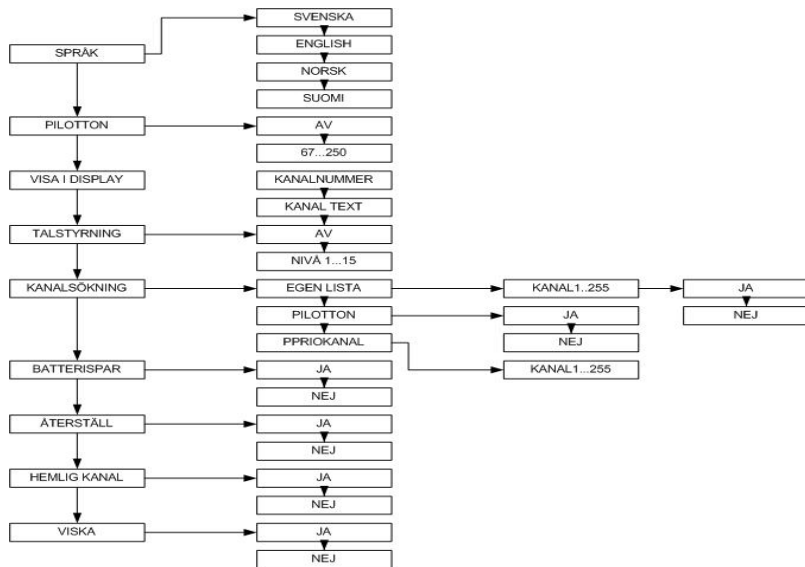 SPRÅK
SVENSKA
ENGLISH
NORSK
SUOMI
PILOTTON
AV
67...250
VISA I DISPLAY
KANALNUMMER
KANAL TEXT
TALSTYRNING
AV
NIVÅ 1...15
KANALSÖKNING
EGEN LISTA
KANAL1..255
JA
NEJ
PILOTTON
JA
NEJ
PPRIOKANAL
KANAL1...255
BATTERISPAR
JA
NEJ
ÅTERSTÄLL
JA
NEJ
HEMLIG KANAL
JA
NEJ
VISKA
JA
NEJ